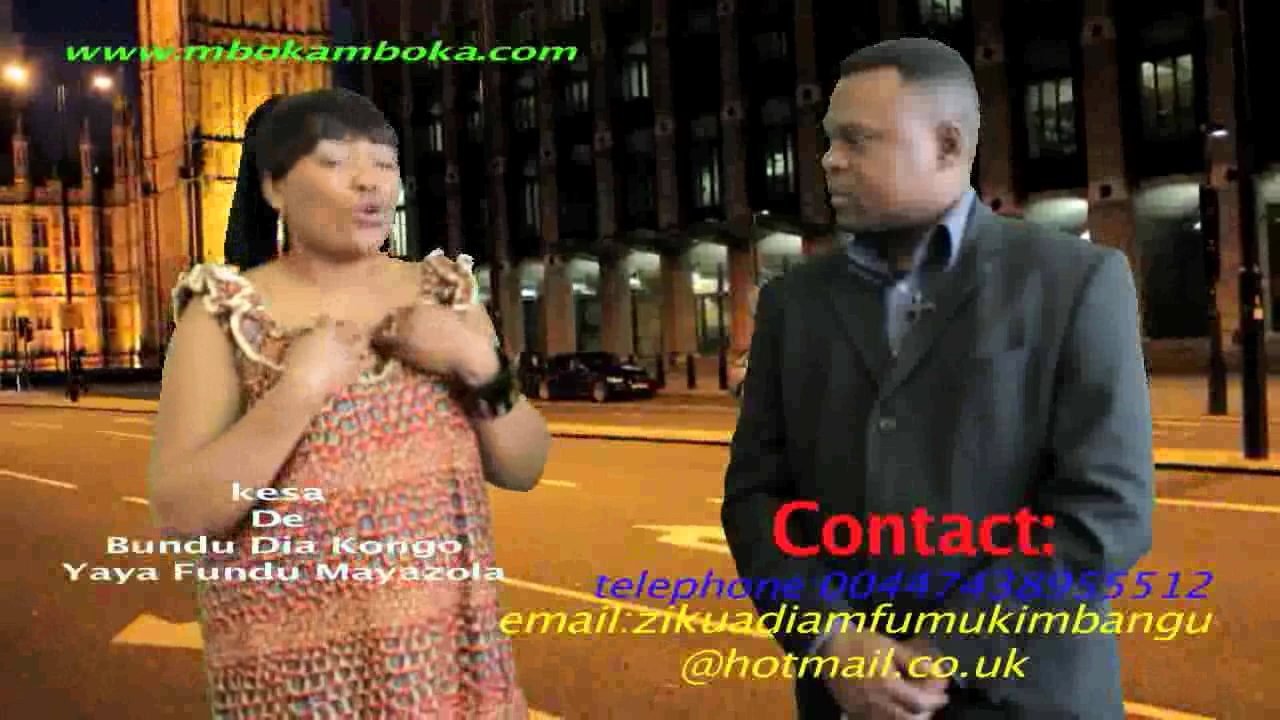 www.mbokamboka.com
kesa
De
Bundu Dia Kongo
Yaya Fundu Mayazola
Contact:
telephone:00447438955512
email:zikuadiamfumukimbangu
@hotmail.co.uk